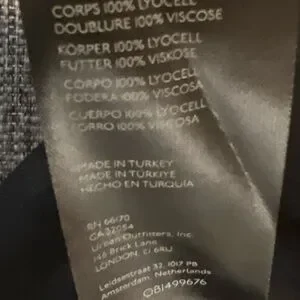 CORPS 100% LYOCELL
DOUBLURE 100% VISCOSE
KÖRPER 100% LYOCELL
FUTTER 100% VISKOSE
CORPO 100% LYOCELL
FODERA 100% VISCOSA
CUERPO 100% LYOCELL
FORRO 100% VISCOSA
MADE IN TURKEY
MADE IN TÜRKIYE
HECHO EN TURQUÍA
RN 66170
CA 32054
Urban Outfitters, Inc.
146 Brick Lane
LONDON, E1 6RU
Leidsestraat 32, 1017 PB
Amsterdam, Netherlands
OBJ499676